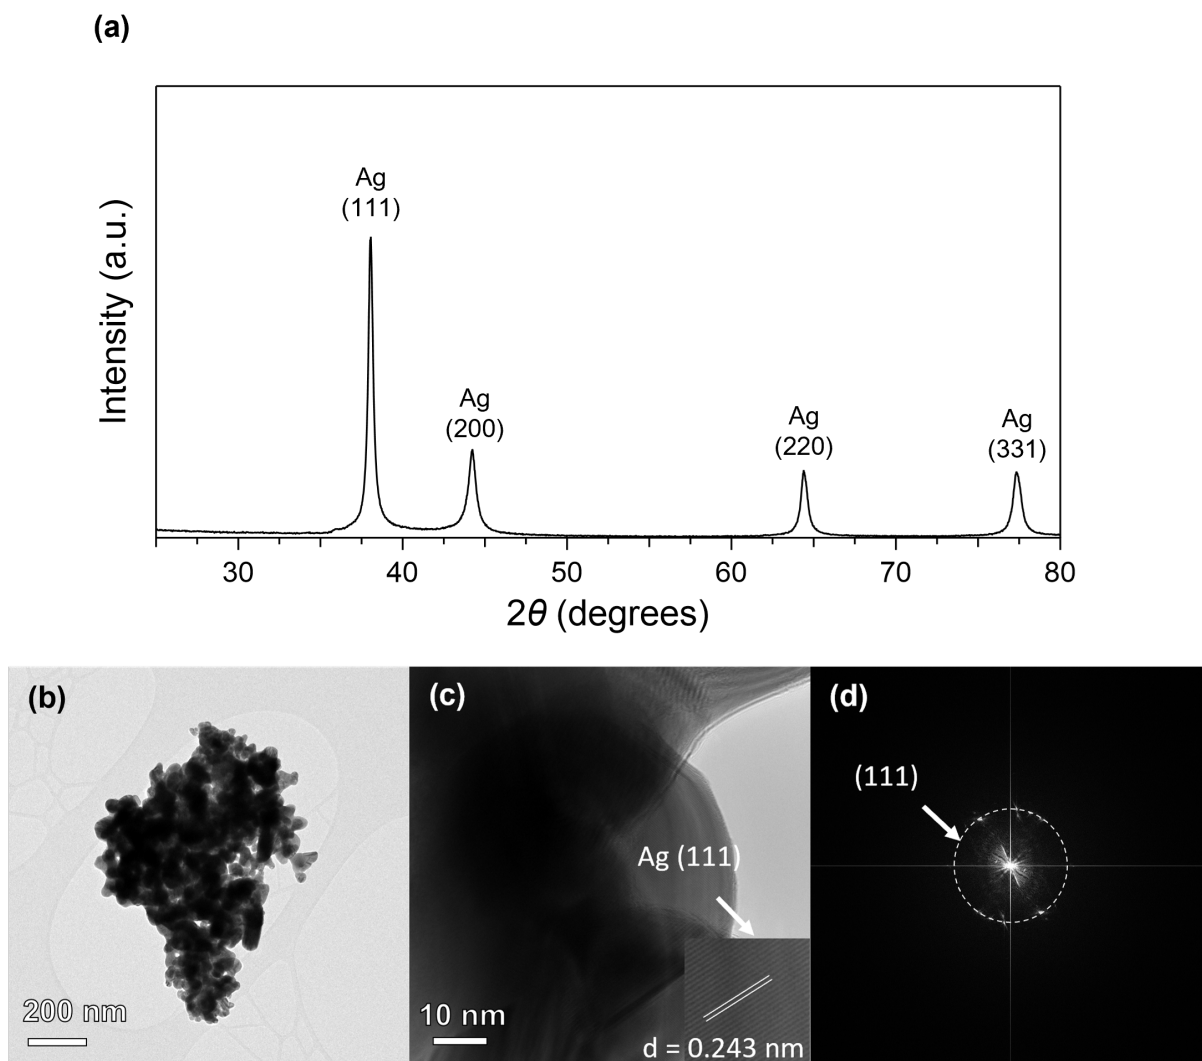 (a)
Ag
(111)
Ag
(200)
Ag
(220)
Ag
(331)
Intensity (a.u.)
30 40 50 60 70 80
2θ (degrees)
(b)
200 nm
(c)
Ag (111)
10 nm
d = 0.243 nm
(d)
(111)